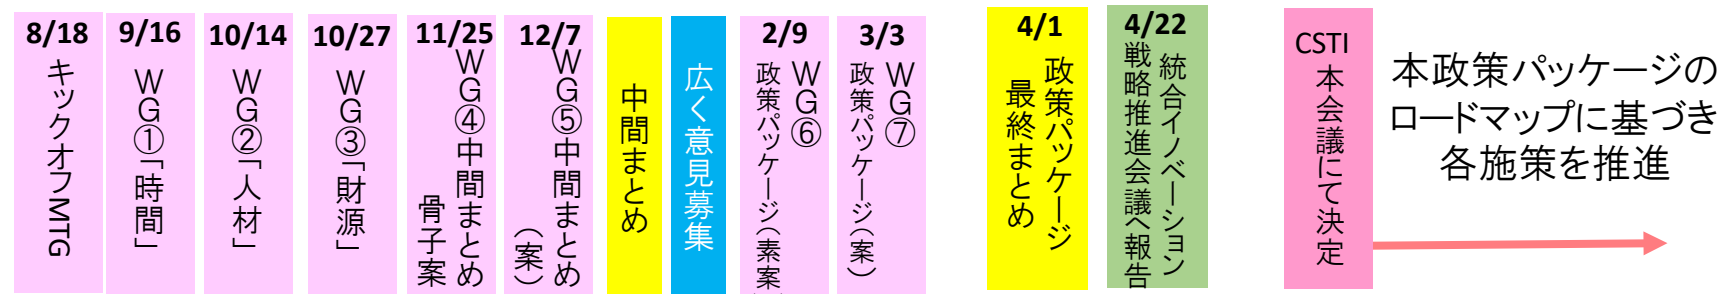 8/18
キックオフMTG
9/16
WG①「時間」
10/14
WG②「人材」
10/27
WG③「財源」
11/25
WG④中間まとめ
骨子案
12/7
WG⑤中間まとめ
（案）
中間まとめ
広く意見募集
2/9
WG⑥
政策パッケージ（素案
3/3
WG⑦
政策パッケージ（案）
4/1
政策パッケージ
最終まとめ
4/22
統合イノベーション
戦略推進会議へ報告
CSTI
本会議にて決定
本政策パッケージの
ロードマップに基づき
各施策を推進